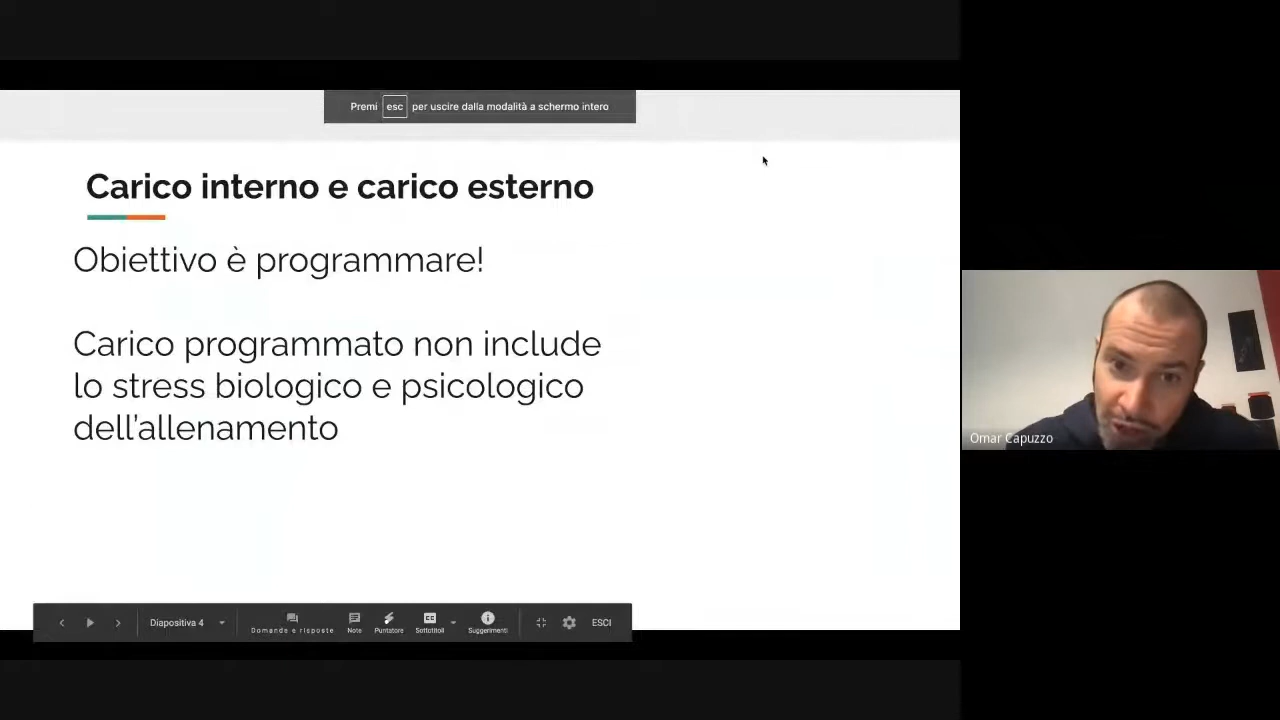 Premi esc per uscire dalla modalità a schermo intero
Carico interno e carico esterno
Obiettivo è programmare!
Carico programmato non include
lo stress biologico e psicologico
dell'allenamento
Omar Capuzzo
Diapositiva 4
Domande e risposte
Note
Puntatore
Sottotitoli
Suggerimenti
ESCI